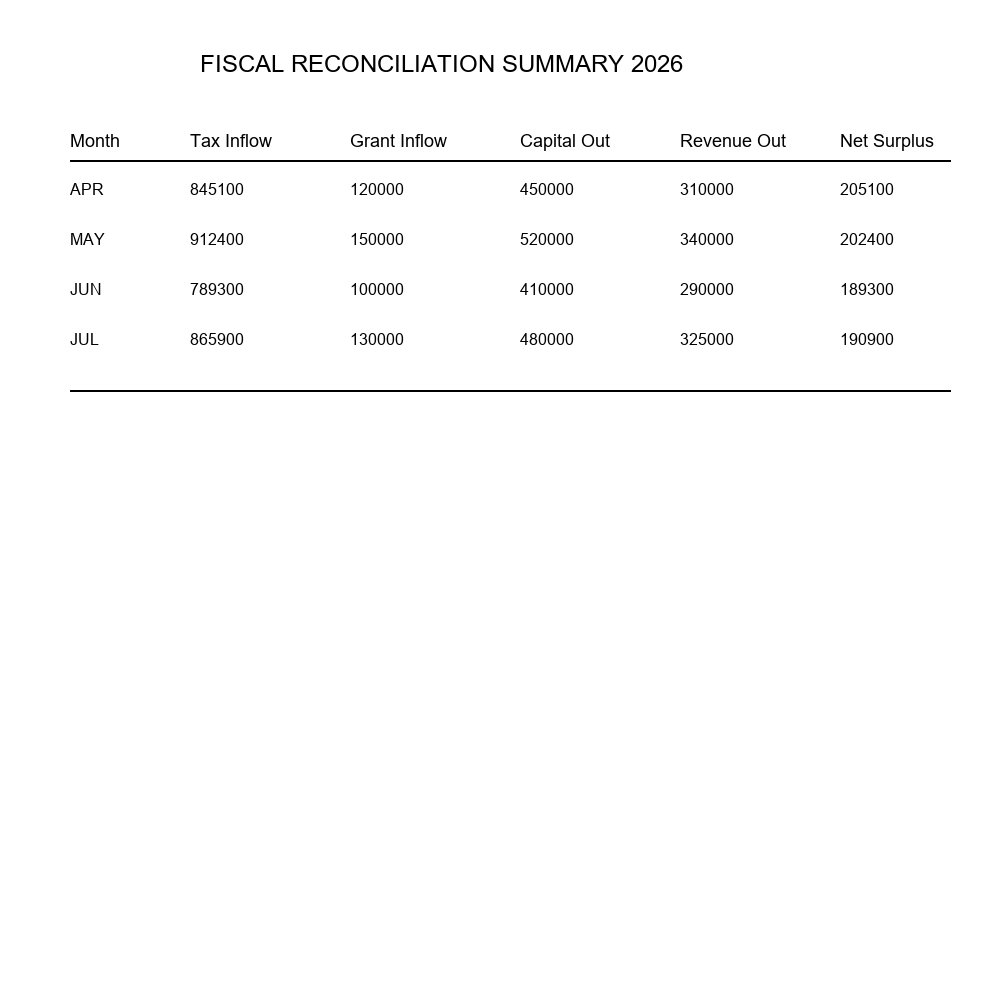 FISCAL RECONCILIATION SUMMARY 2026
Month Tax Inflow Grant Inflow Capital Out Revenue Out Net Surplus
APR 845100 120000 450000 310000 205100
MAY 912400 150000 520000 340000 202400
JUN 789300 100000 410000 290000 189300
JUL 865900 130000 480000 325000 190900